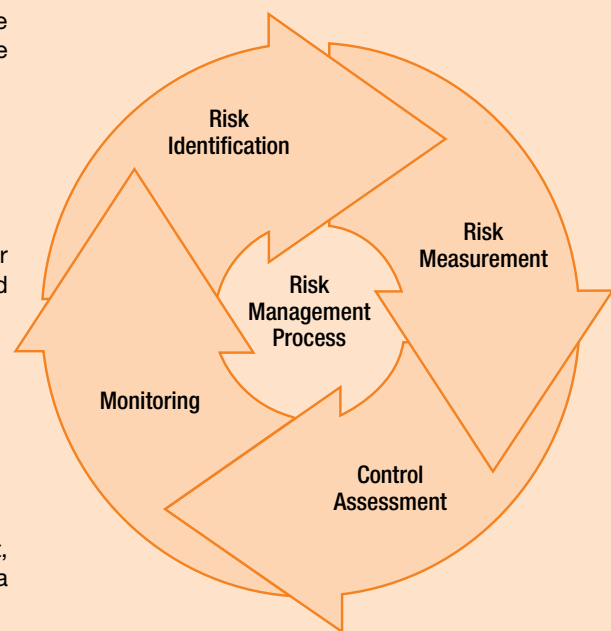 e
e
r
d
t,
a
Risk
Identification
Risk
Measurement
Risk
Management
Process
Monitoring
Control
Assessment